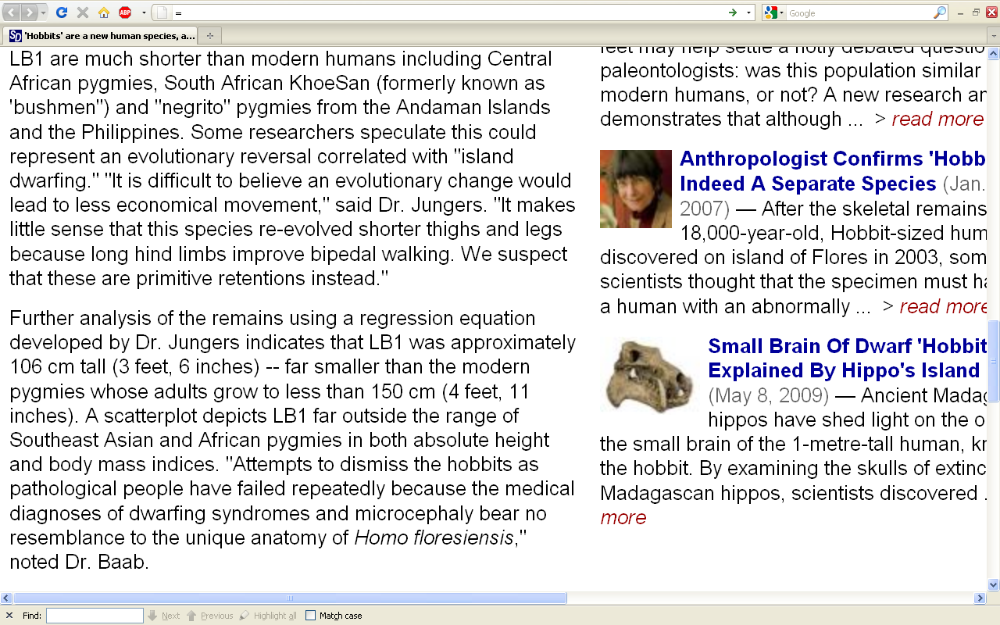 ABP
=
Google
'Hobbits' are a new human species, a...
LB1 are much shorter than modern humans including Central
African pygmies, South African KhoeSan (formerly known as
'bushmen") and "negrito" pygmies from the Andaman Islands
and the Philippines. Some researchers speculate this could
represent an evolutionary reversal correlated with "island
dwarfing." "It is difficult to believe an evolutionary change would
lead to less economical movement," said Dr. Jungers. "It makes
little sense that this species re-evolved shorter thighs and legs
because long hind limbs improve bipedal walking. We suspect
that these are primitive retentions instead."
Further analysis of the remains using a regression equation
developed by Dr. Jungers indicates that LB1 was approximately
106 cm tall (3 feet, 6 inches) -- far smaller than the modern
pygmies whose adults grow to less than 150 cm (4 feet, 11
inches). A scatterplot depicts LB1 far outside the range of
Southeast Asian and African pygmies in both absolute height
and body mass indices. "Attempts to dismiss the hobbits as
pathological people have failed repeatedly because the medical
diagnoses of dwarfing syndromes and microcephaly bear no
resemblance to the unique anatomy of Homo floresiensis,"
noted Dr. Baab.
feet may help settle a hotly debated questio
paleontologists: was this population similar
modern humans, or not? A new research ar
demonstrates that although ... > read more
Anthropologist Confirms 'Hobb
Indeed A Separate Species (Jan.
2007) — After the skeletal remains
18,000-year-old, Hobbit-sized hum
discovered on island of Flores in 2003, som
scientists thought that the specimen must ha
a human with an abnormally ... > read more
Small Brain Of Dwarf 'Hobbit
Explained By Hippo's Island
(May 8, 2009) — Ancient Madag
hippos have shed light on the o
the small brain of the 1-metre-tall human, kn
the hobbit. By examining the skulls of extinc
Madagascan hippos, scientists discovered .
more
Find: Next Previous Highlight all Match case